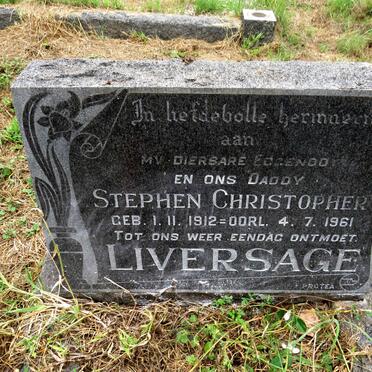 In liefdevolle herinnering
aan
MY DIERBARE EGGENOOT
EN ONS DADDY
STEPHEN CHRISTOPHER
GEB. 1.11.1912=OORL. 4.7.1961
TOT ONS WEER EENDAG ONTMOET
LIVERSAGE
PROTEA